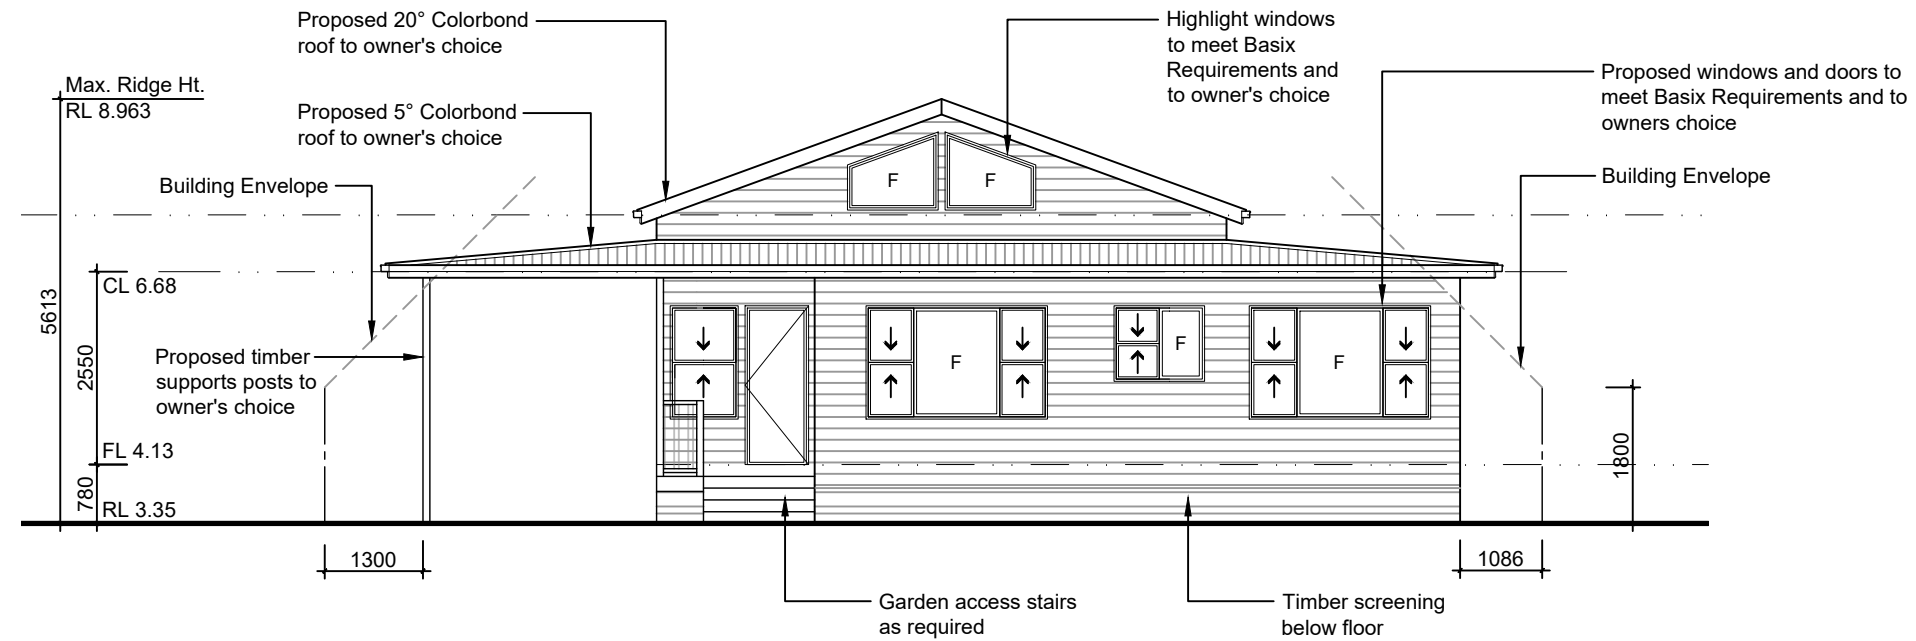 Proposed 20° Colorbond
roof to owner's choice
Highlight windows
to meet Basix
Requirements and
to owner's choice
Proposed windows and doors to
meet Basix Requirements and to
owners choice
Max. Ridge Ht.
RL 8.963
Proposed 5° Colorbond
roof to owner's choice
Building Envelope
Building Envelope
F
F
CL 6.68
5613
2550
Proposed timber
supports posts to
owner's choice
F
F
F
FL 4.13
780
RL 3.35
1800
1300
1086
Garden access stairs
as required
Timber screening
below floor